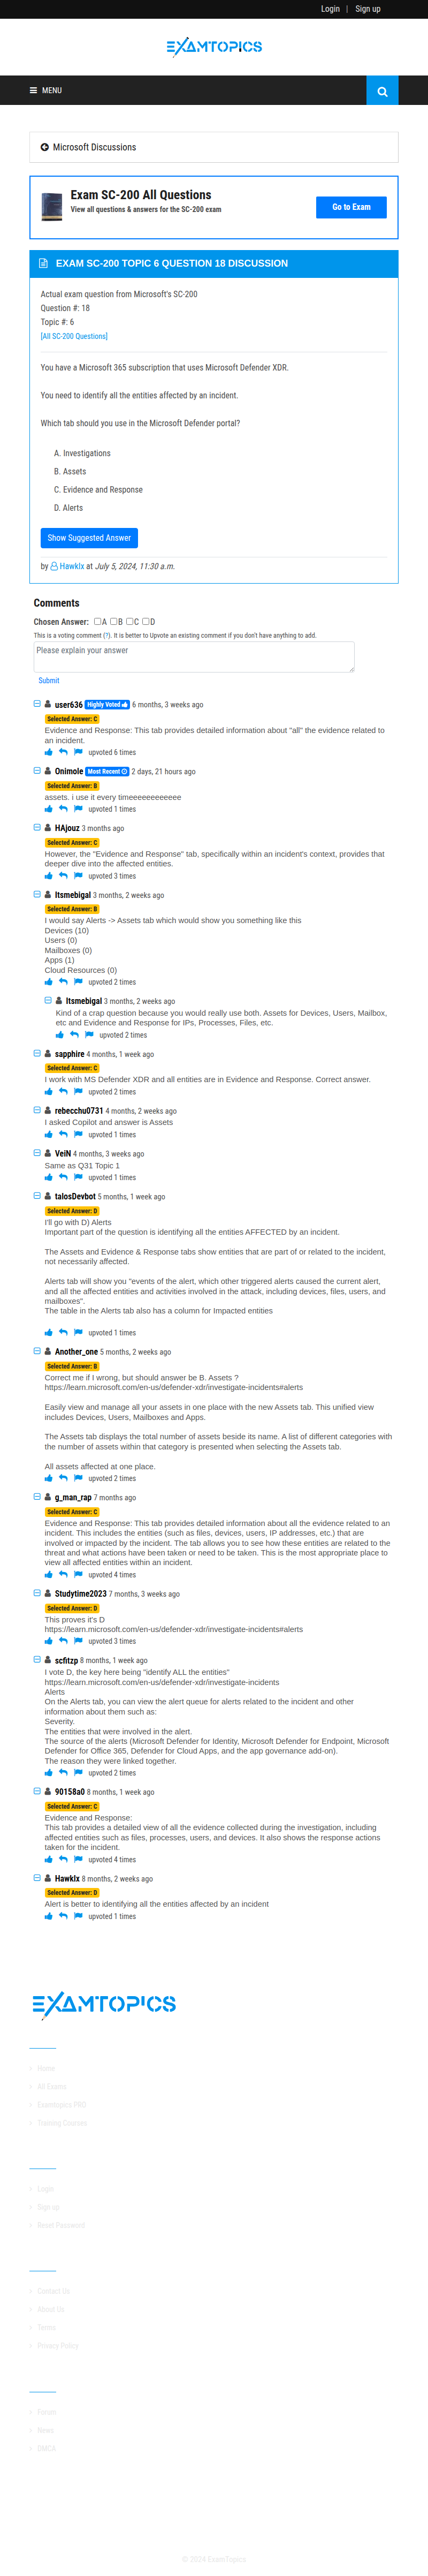 Login | Sign up
EXAMTOPICS
MENU
Microsoft Discussions
Exam SC-200 All Questions
View all questions & answers for the SC-200 exam
Go to Exam
EXAM SC-200 TOPIC 6 QUESTION 18 DISCUSSION
Actual exam question from Microsoft's SC-200
Question #: 18
Topic #: 6
[All SC-200 Questions]
You have a Microsoft 365 subscription that uses Microsoft Defender XDR.
You need to identify all the entities affected by an incident.
Which tab should you use in the Microsoft Defender portal?
A. Investigations
B. Assets
C. Evidence and Response
D. Alerts
Show Suggested Answer
by Hawklx at July 5, 2024, 11:30 a.m.
Comments
Chosen Answer: A B C D
This is a voting comment (?). It is better to Upvote an existing comment if you don't have anything to add.
Please explain your answer
Submit
user636 Highly Voted 6 months, 3 weeks ago
Selected Answer: C
Evidence and Response: This tab provides detailed information about "all" the evidence related to
an incident.
upvoted 6 times
Onimole Most Recent 2 days, 21 hours ago
Selected Answer: B
assets. i use it every timeeeeeeeeeeee
upvoted 1 times
HAjouz 3 months ago
Selected Answer: C
However, the "Evidence and Response" tab, specifically within an incident's context, provides that
deeper dive into the affected entities.
upvoted 3 times
Itsmebigal 3 months, 2 weeks ago
Selected Answer: B
I would say Alerts -> Assets tab which would show you something like this
Devices (10)
Users (0)
Mailboxes (0)
Apps (1)
Cloud Resources (0)
upvoted 2 times
Itsmebigal 3 months, 2 weeks ago
Kind of a crap question because you would really use both. Assets for Devices, Users, Mailbox,
etc and Evidence and Response for IPs, Processes, Files, etc.
upvoted 2 times
sapphire 4 months, 1 week ago
Selected Answer: C
I work with MS Defender XDR and all entities are in Evidence and Response. Correct answer.
upvoted 2 times
rebecchu0731 4 months, 2 weeks ago
I asked Copilot and answer is Assets
upvoted 1 times
VeiN 4 months, 3 weeks ago
Same as Q31 Topic 1
upvoted 1 times
talosDevbot 5 months, 1 week ago
Selected Answer: D
I'll go with D) Alerts
Important part of the question is identifying all the entities AFFECTED by an incident.
The Assets and Evidence & Response tabs show entities that are part of or related to the incident,
not necessarily affected.
Alerts tab will show you "events of the alert, which other triggered alerts caused the current alert,
and all the affected entities and activities involved in the attack, including devices, files, users, and
mailboxes".
The table in the Alerts tab also has a column for Impacted entities
upvoted 1 times
Another_one 5 months, 2 weeks ago
Selected Answer: B
Correct me if I wrong, but should answer be B. Assets ?
https://learn.microsoft.com/en-us/defender-xdr/investigate-incidents#alerts
Easily view and manage all your assets in one place with the new Assets tab. This unified view
includes Devices, Users, Mailboxes and Apps.
The Assets tab displays the total number of assets beside its name. A list of different categories with
the number of assets within that category is presented when selecting the Assets tab.
All assets affected at one place.
upvoted 2 times
g_man_rap 7 months ago
Selected Answer: C
Evidence and Response: This tab provides detailed information about all the evidence related to an
incident. This includes the entities (such as files, devices, users, IP addresses, etc.) that are
involved or impacted by the incident. The tab allows you to see how these entities are related to the
threat and what actions have been taken or need to be taken. This is the most appropriate place to
view all affected entities within an incident.
upvoted 4 times
Studytime2023 7 months, 3 weeks ago
Selected Answer: D
This proves it's D
https://learn.microsoft.com/en-us/defender-xdr/investigate-incidents#alerts
upvoted 3 times
scfitzp 8 months, 1 week ago
I vote D, the key here being "identify ALL the entities"
https://learn.microsoft.com/en-us/defender-xdr/investigate-incidents
Alerts
On the Alerts tab, you can view the alert queue for alerts related to the incident and other
information about them such as:
Severity.
The entities that were involved in the alert.
The source of the alerts (Microsoft Defender for Identity, Microsoft Defender for Endpoint, Microsoft
Defender for Office 365, Defender for Cloud Apps, and the app governance add-on).
The reason they were linked together.
upvoted 2 times
90158a0 8 months, 1 week ago
Selected Answer: C
Evidence and Response:
This tab provides a detailed view of all the evidence collected during the investigation, including
affected entities such as files, processes, users, and devices. It also shows the response actions
taken for the incident.
upvoted 4 times
Hawklx 8 months, 2 weeks ago
Selected Answer: D
Alert is better to identifying all the entities affected by an incident
upvoted 1 times
EXAMTOPICS
Home
All Exams
Examtopics PRO
Training Courses
Login
Sign up
Reset Password
Contact Us
About Us
Terms
Privacy Policy
Forum
News
DMCA
© 2024 ExamTopics